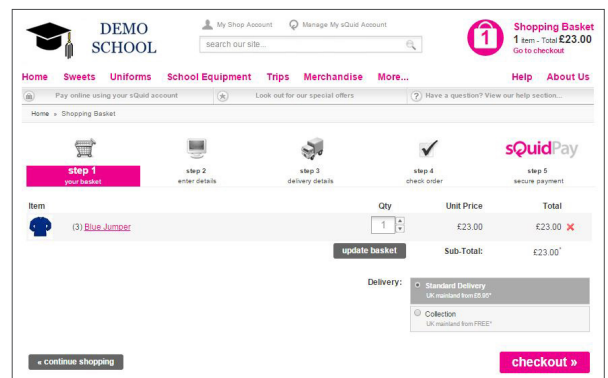 DEMO
SCHOOL
My Shop Account Manage My sQuid Account
search our site...
1
Shopping Basket
1 item - Total £23.00
Go to checkout
Home Sweets Uniforms School Equipment Trips Merchandise More... Help About Us
Pay online using your sQuid account Look out for our special offers ? Have a question? View our help section...
Home » Shopping Basket
sQuidPay
step 1 step 2 step 3 step 4 step 5
your basket enter details delivery details check order secure payment
Item Qty Unit Price Total
(3) Blue Jumper 1 £23.00 £23.00
update basket Sub-Total: £23.00*
Delivery: Standard Delivery
UK mainland from £6.95*
Collection
UK mainland from FREE*
« continue shopping checkout »